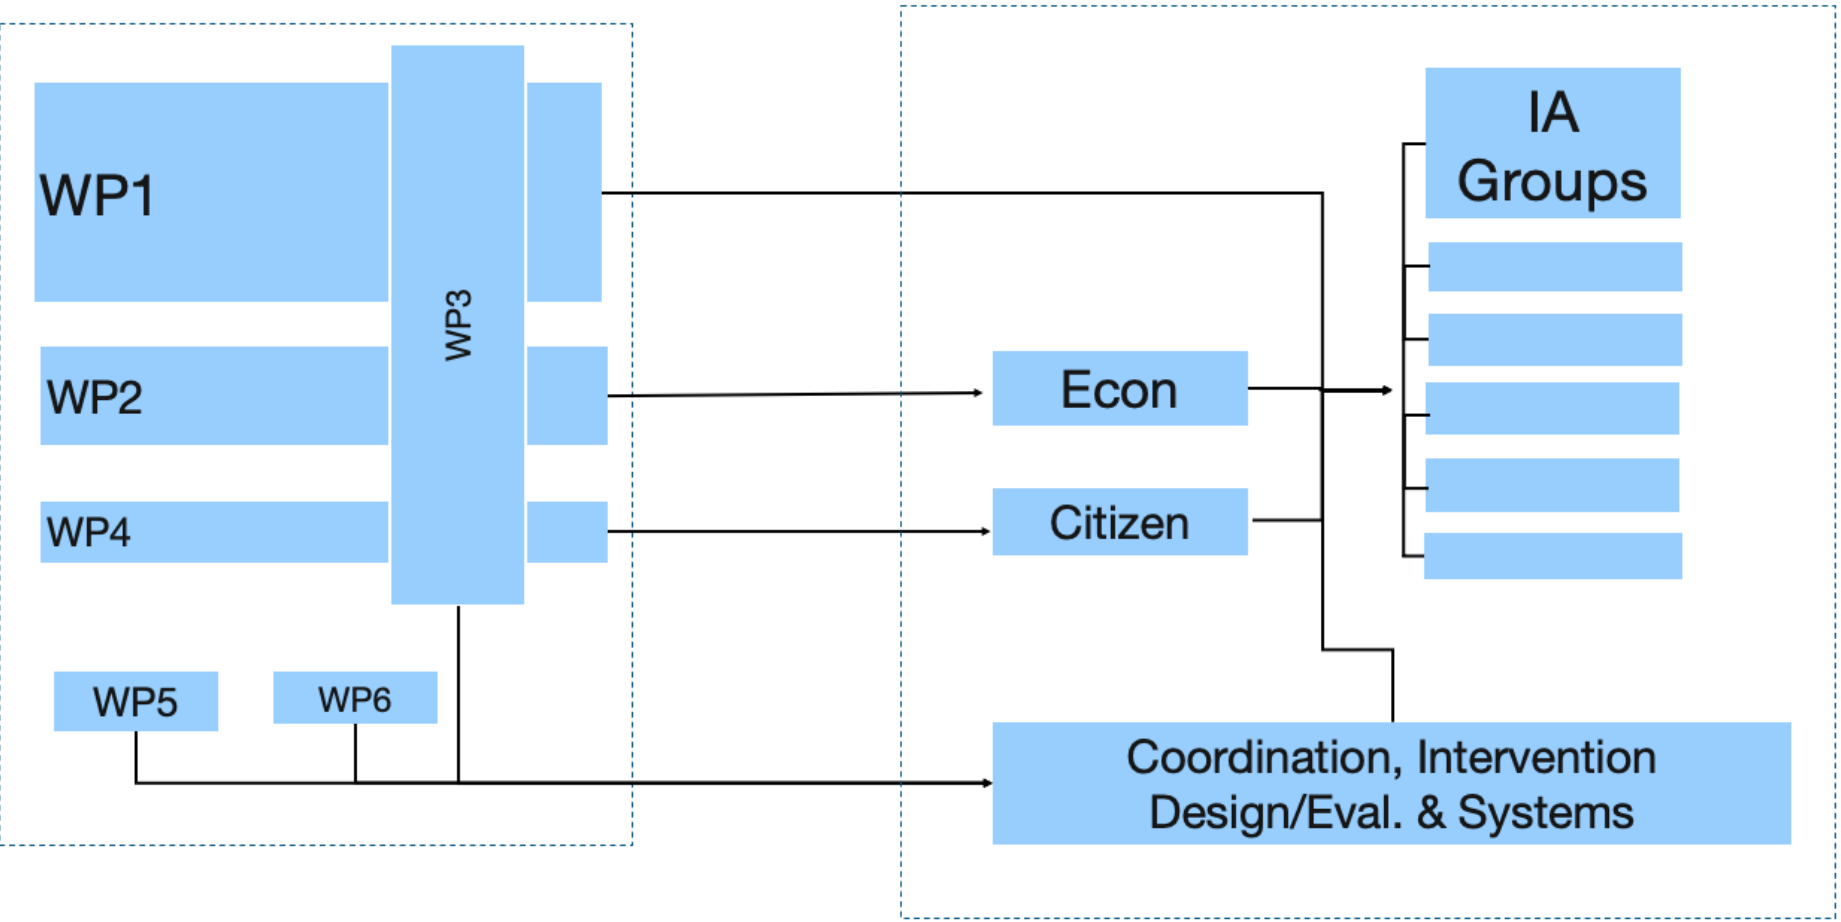 WP1
WP2
WP3
WP4
WP5
WP6
IA
Groups
Econ
Citizen
Coordination, Intervention
Design/Eval. & Systems